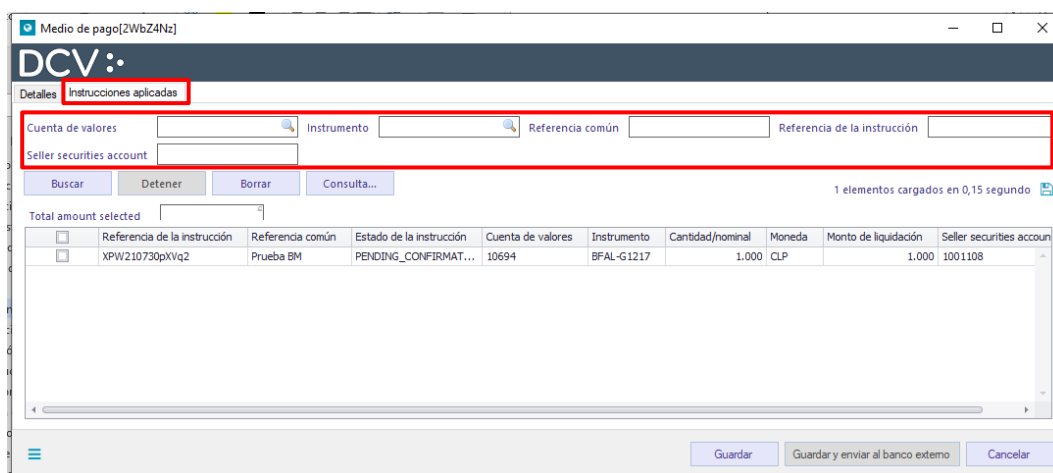 Medio de pago[2WbZ4Nz]
DCV
Detalles Instrucciones aplicadas
Cuenta de valores Instrumento Referencia común Referencia de la instrucción
Seller securities account
Buscar Detener Borrar Consulta... 1 elementos cargados en 0,15 segundo
Total amount selected
Referencia de la instrucción Referencia común Estado de la instrucción Cuenta de valores Instrumento Cantidad/nominal Moneda Monto de liquidación Seller securities accoun
XPW210730pXVq2 Prueba BM PENDING_CONFIRMAT... 10694 BFAL-G1217 1.000 CLP 1.000 1001108
Guardar Guardar y enviar al banco externo Cancelar